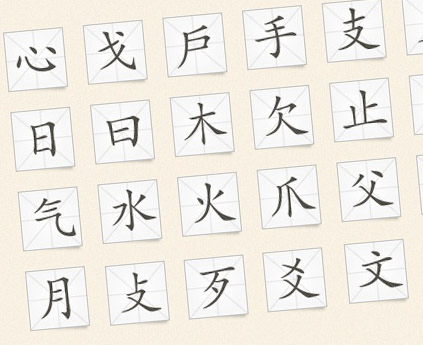 心 戈 戶 手 支
日 曰 木 欠 止
气 水 火 爪 父
月 攴 歹 爻 文